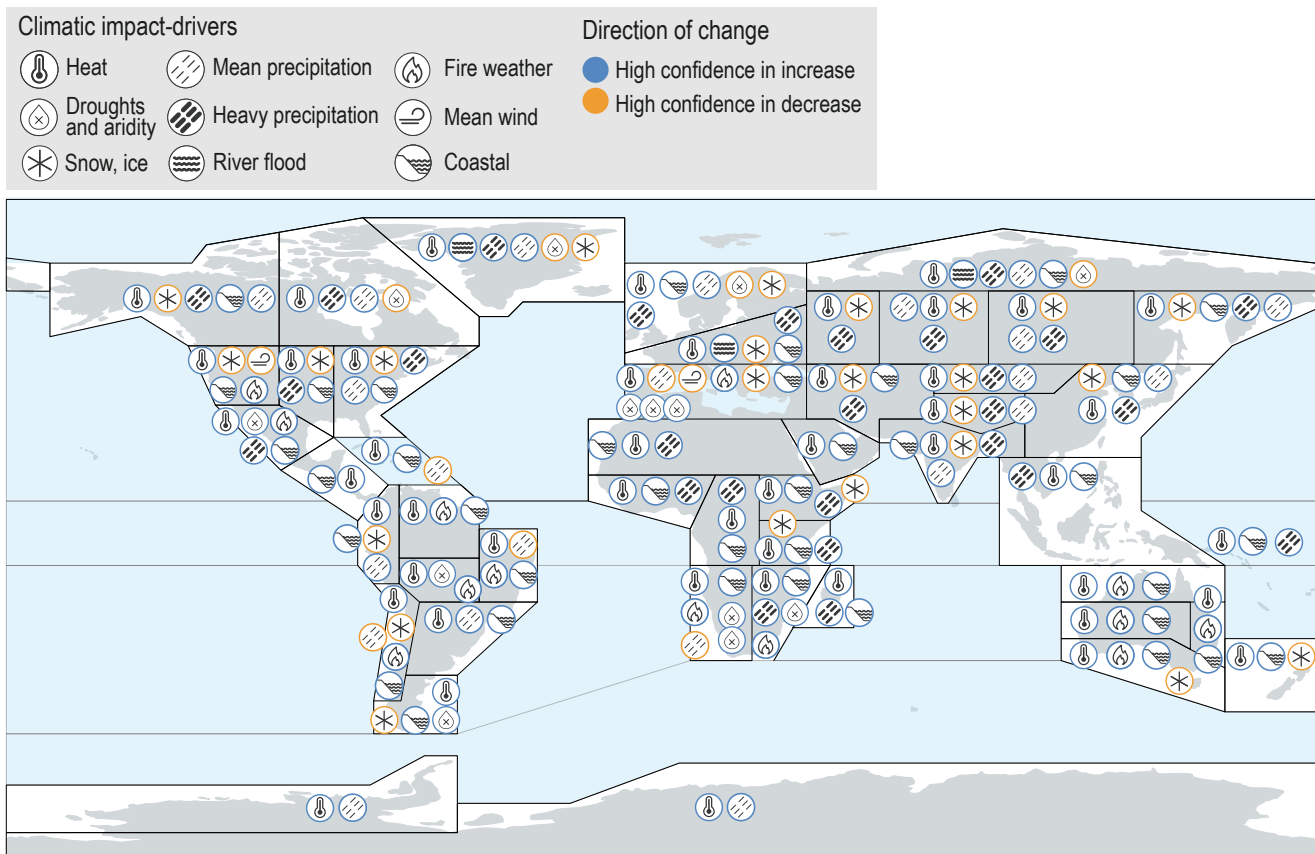 Climatic impact-drivers
Direction of change
Heat
Mean precipitation
Fire weather
High confidence in increase
High confidence in decrease
Droughts
and aridity
Heavy precipitation
Mean wind
Snow, ice
River flood
Coastal